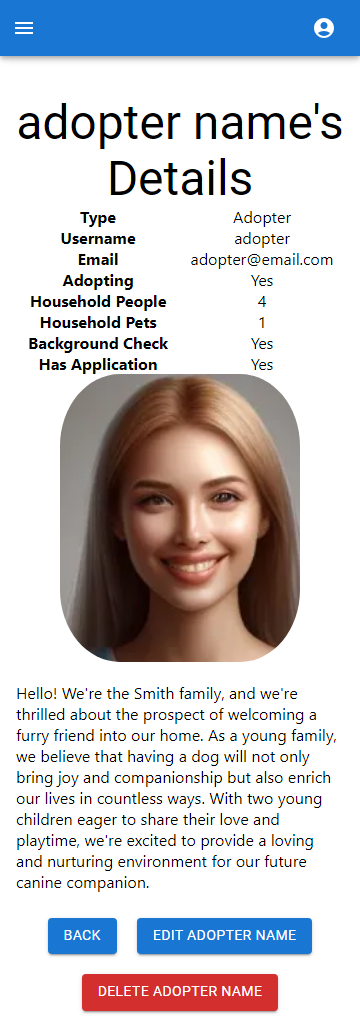 adopter name's
Details
Type Adopter
Username adopter
Email adopter@email.com
Adopting Yes
Household People 4
Household Pets 1
Background Check Yes
Has Application Yes
Hello! We're the Smith family, and we're
thrilled about the prospect of welcoming a
furry friend into our home. As a young family,
we believe that having a dog will not only
bring joy and companionship but also enrich
our lives in countless ways. With two young
children eager to share their love and
playtime, we're excited to provide a loving
and nurturing environment for our future
canine companion.
BACK EDIT ADOPTER NAME
DELETE ADOPTER NAME